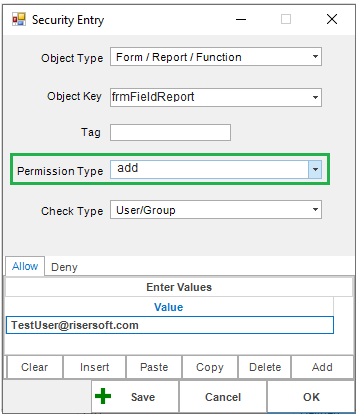 Security Entry
Object Type Form / Report / Function
Object Key frmFieldReport
Tag
Permission Type add
Check Type User/Group
Allow Deny
Enter Values
Value
TestUser@risersoft.com
Clear Insert Paste Copy Delete Add
Save Cancel OK